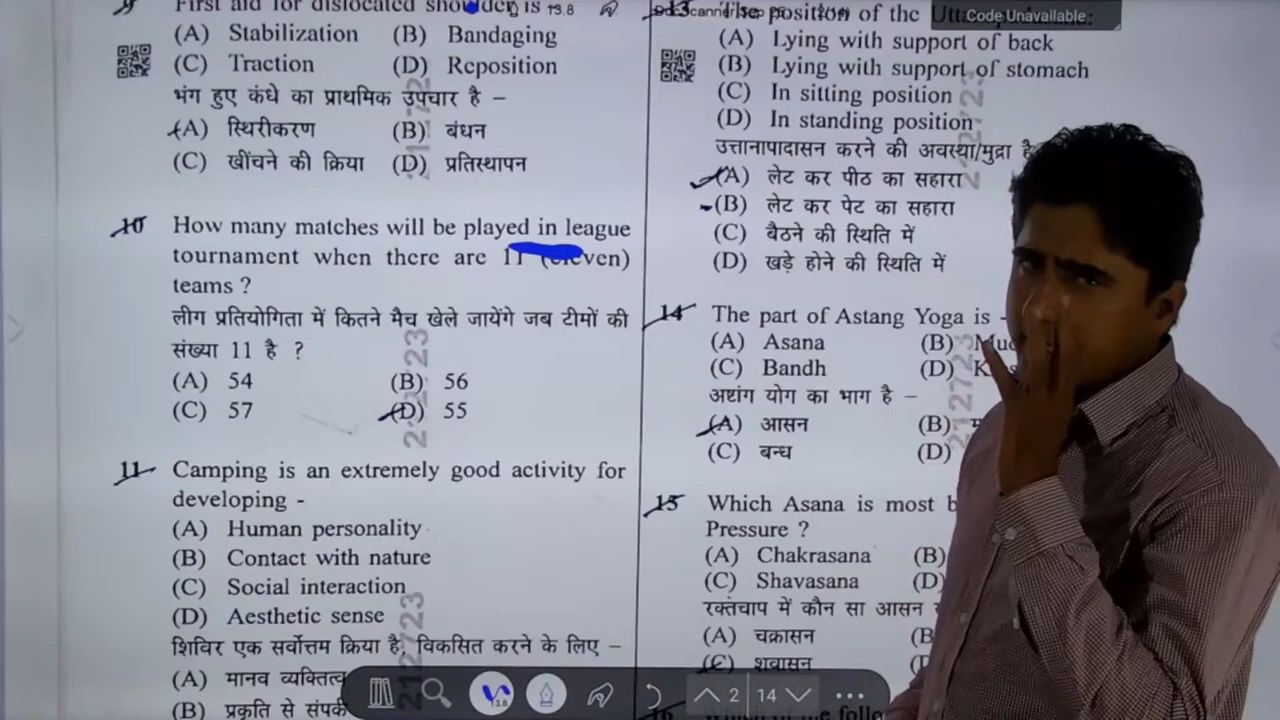 First aid for dislocated shoulder is
(A) Stabilization (B) Bandaging
(C) Traction (D) Reposition
भंग हुए कंधे का प्राथमिक उपचार है –
(A) स्थिरीकरण (B) बंधन
(C) खींचने की क्रिया (D) प्रतिस्थापन
10 How many matches will be played in league
tournament when there are 11 (eleven)
teams ?
लीग प्रतियोगिता में कितने मैच खेले जायेंगे जब टीमों की
संख्या 11 है ?
(A) 54 (B) 56
(C) 57 (D) 55
11 Camping is an extremely good activity for
developing -
(A) Human personality
(B) Contact with nature
(C) Social interaction
(D) Aesthetic sense
शिविर एक सर्वोत्तम क्रिया है, विकसित करने के लिए –
(A) मानव व्यक्तित्व
(B) प्रकृति से संपर्क
13 The position of the
Code Unavailable
(A) Lying with support of back
(B) Lying with support of stomach
(C) In sitting position
(D) In standing position
उत्तानापादासन करने की अवस्था/मुद्रा है
(A) लेट कर पीठ का सहारा
(B) लेट कर पेट का सहारा
(C) बैठने की स्थिति में
(D) खड़े होने की स्थिति में
14 The part of Astang Yoga is -
(A) Asana (B)
(C) Bandh (D)
अष्टांग योग का भाग है –
(A) आसन (B)
(C) बन्ध (D)
15 Which Asana is most
Pressure ?
(A) Chakrasana (B)
(C) Shavasana (D)
रक्तचाप में कौन सा आसन
(A) चक्रासन (B
(C) शवासन
212723
13.8
2 14